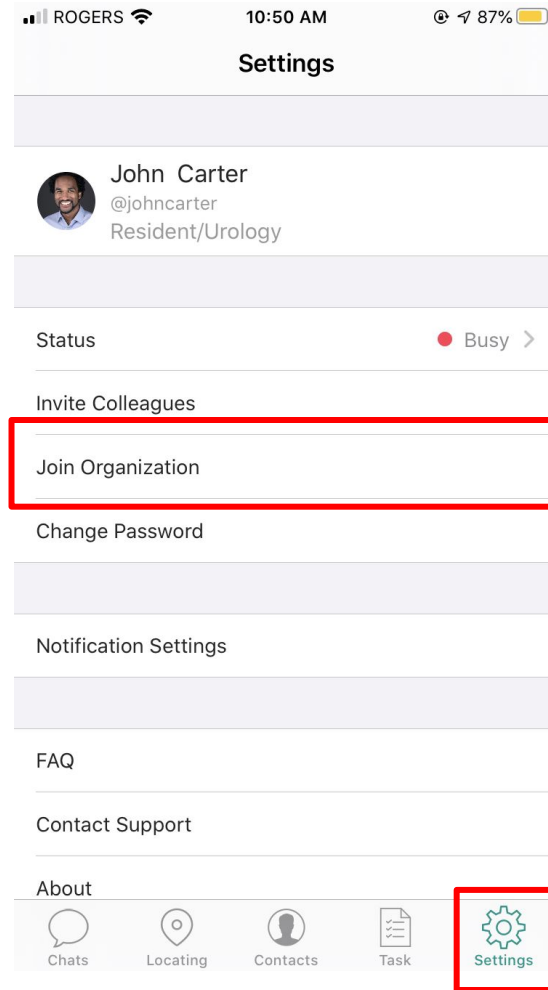 ROGERS 10:50 AM 87%
Settings
John Carter
@johncarter
Resident/Urology
Status Busy
Invite Colleagues
Join Organization
Change Password
Notification Settings
FAQ
Contact Support
About
Chats Locating Contacts Task Settings